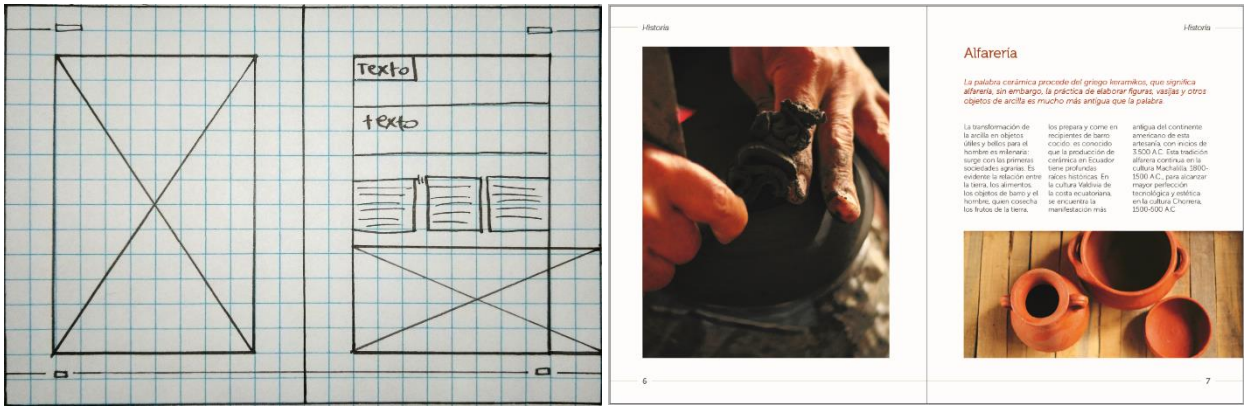 Texto
texto
Historia
Historia
Alfarería
La palabra cerámica procede del griego keramikos, que significa
alfarería, sin embargo, la práctica de elaborar figuras, vasijas y otros
objetos de arcilla es mucho más antigua que la palabra.
La transformación de
la arcilla en objetos
útiles y bellos para el
hombre es milenaria:
surge con las primeras
sociedades agrarias. Es
evidente la relación entre
la tierra, los alimentos,
los objetos de barro y el
hombre, quien cosecha
los frutos de la tierra,
los prepara y come en
recipientes de barro
cocido. es conocido
que la producción de
cerámica en Ecuador
tiene profundas
raíces históricas. En
la cultura Valdivia de
la costa ecuatoriana,
se encuentra la
manifestación más
antigua del continente
americano de esta
artesanía, con inicios de
3.500 A.C. Esta tradición
alfarera continua en la
cultura Machalilla, 1800-
1500 A.C., para alcanzar
mayor perfección
tecnológica y estética
en la cultura Chorrera,
1500-500 A.C.
6
7